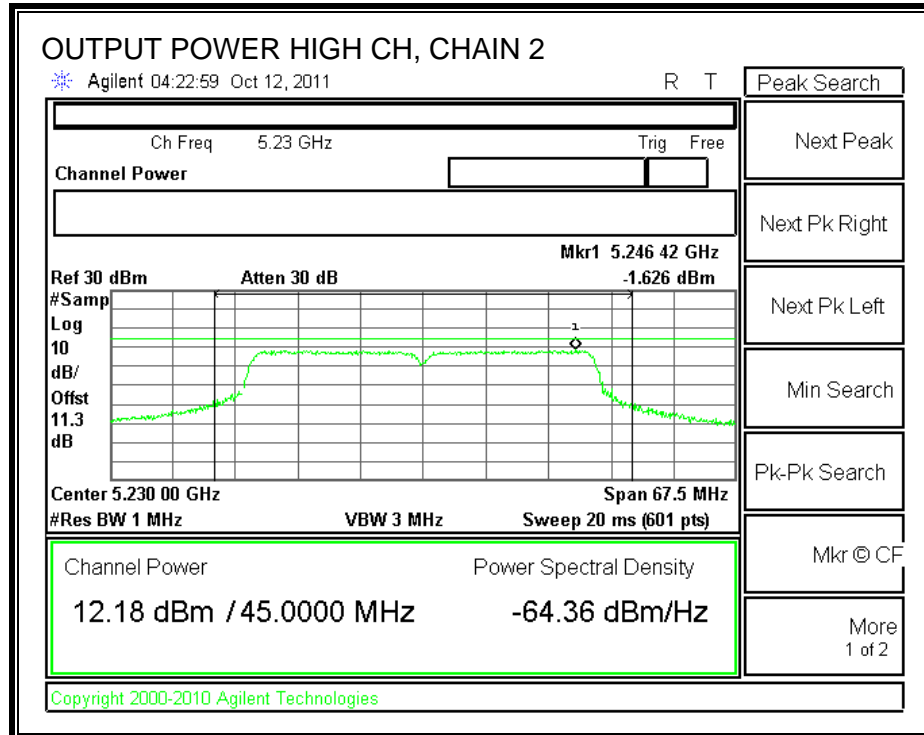 OUTPUT POWER HIGH CH, CHAIN 2
Agilent 04:22:59 Oct 12, 2011 R T
Peak Search
Ch Freq 5.23 GHz Trig Free
Channel Power
Mkr1 5.246 42 GHz
Ref 30 dBm Atten 30 dB -1.626 dBm
#Samp
Log
10
dB/
Offst
11.3
dB
1
Center 5.230 00 GHz Span 67.5 MHz
#Res BW 1 MHz VBW 3 MHz Sweep 20 ms (601 pts)
Channel Power Power Spectral Density
12.18 dBm / 45.0000 MHz -64.36 dBm/Hz
Next Peak
Next Pk Right
Next Pk Left
Min Search
Pk-Pk Search
Mkr © CF
More
1 of 2
Copyright 2000-2010 Agilent Technologies